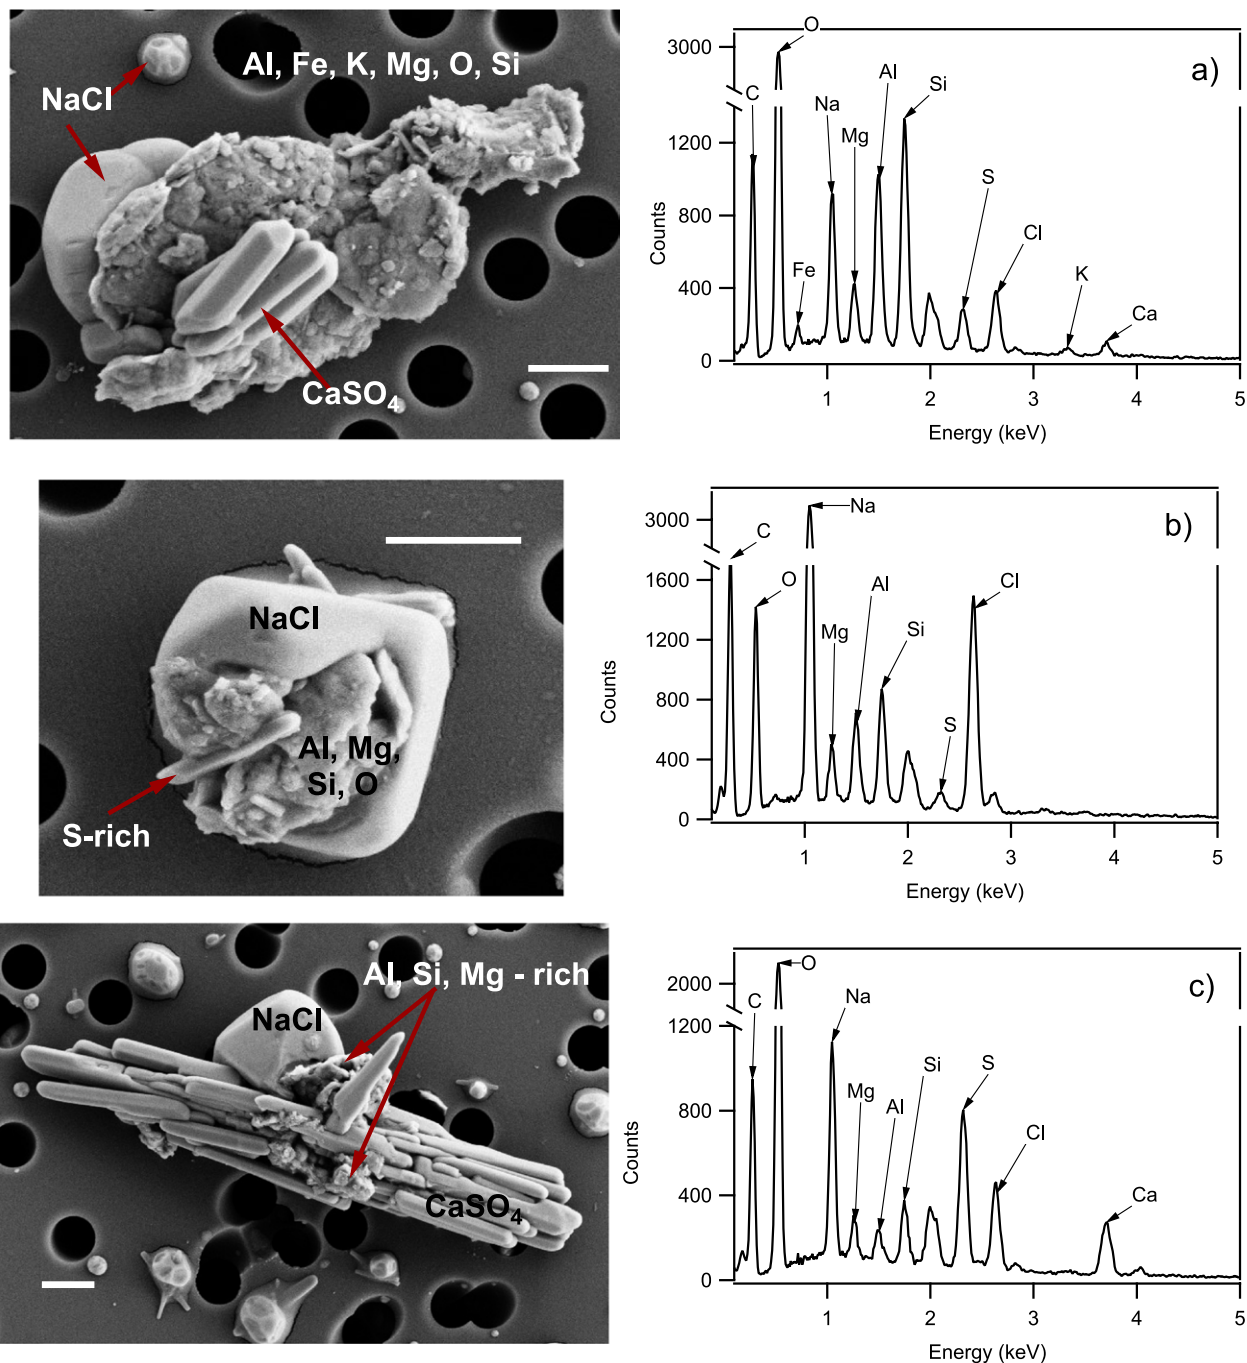 Al, Fe, K, Mg, O, Si
NaCl
CaSO4
a)
O
C
Na
Mg
Al
Si
S
Cl
Fe
K
Ca
3000
1200
800
400
0
Counts
1 2 3 4 5
Energy (keV)
NaCl
Al, Mg,
Si, O
S-rich
b)
Na
C
O
Mg
Al
Si
S
Cl
3000
1600
1200
800
400
0
Counts
1 2 3 4 5
Energy (keV)
Al, Si, Mg - rich
NaCl
CaSO4
c)
O
C
Na
Mg
Al
Si
S
Cl
Ca
2000
1200
800
400
0
Counts
1 2 3 4 5
Energy (keV)